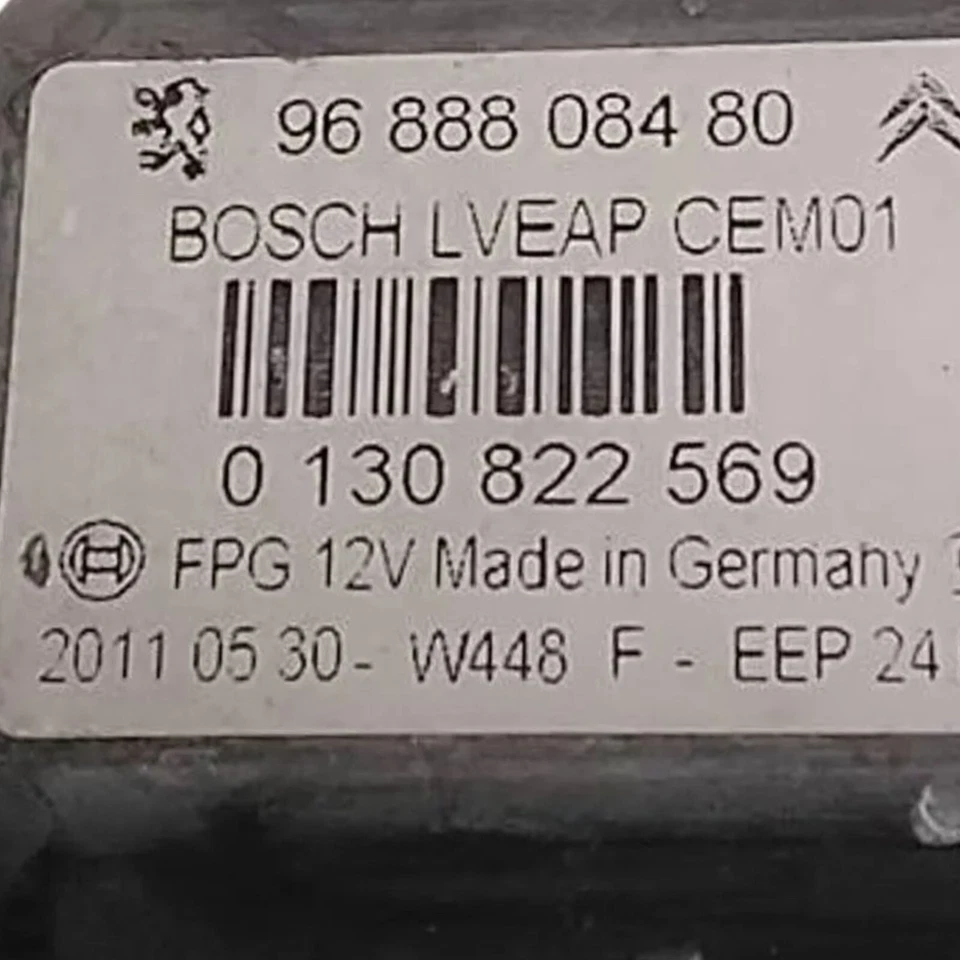 96 888 084 80
BOSCH LVEAP CEM01
0 130 822 569
FPG 12V Made in Germany
2011 05 30 - W448 F - EEP 24